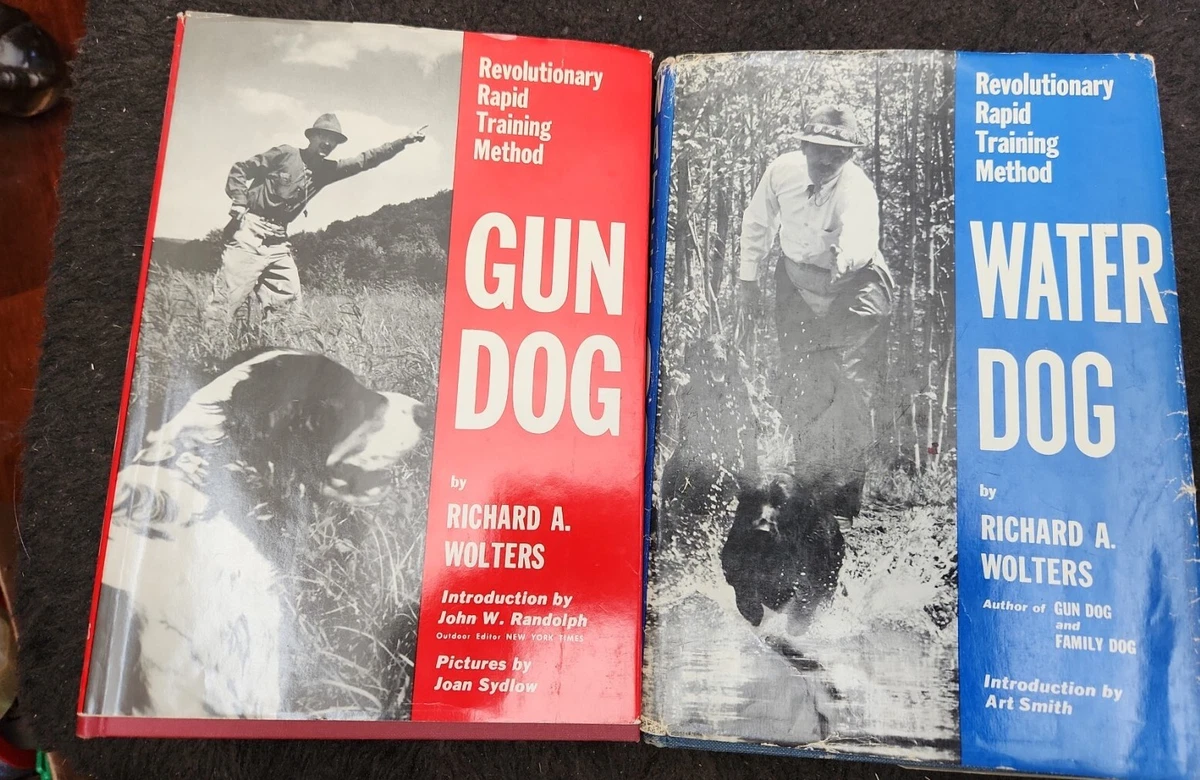 Revolutionary
Rapid
Training
Method
GUN
DOG
by
RICHARD A.
WOLTERS
Introduction by
John W. Randolph
Outdoor Editor NEW YORK TIMES
Pictures by
Joan Sydlow
Revolutionary
Rapid
Training
Method
WATER
DOG
by
RICHARD A.
WOLTERS
Author of GUN DOG
and
FAMILY DOG
Introduction by
Art Smith